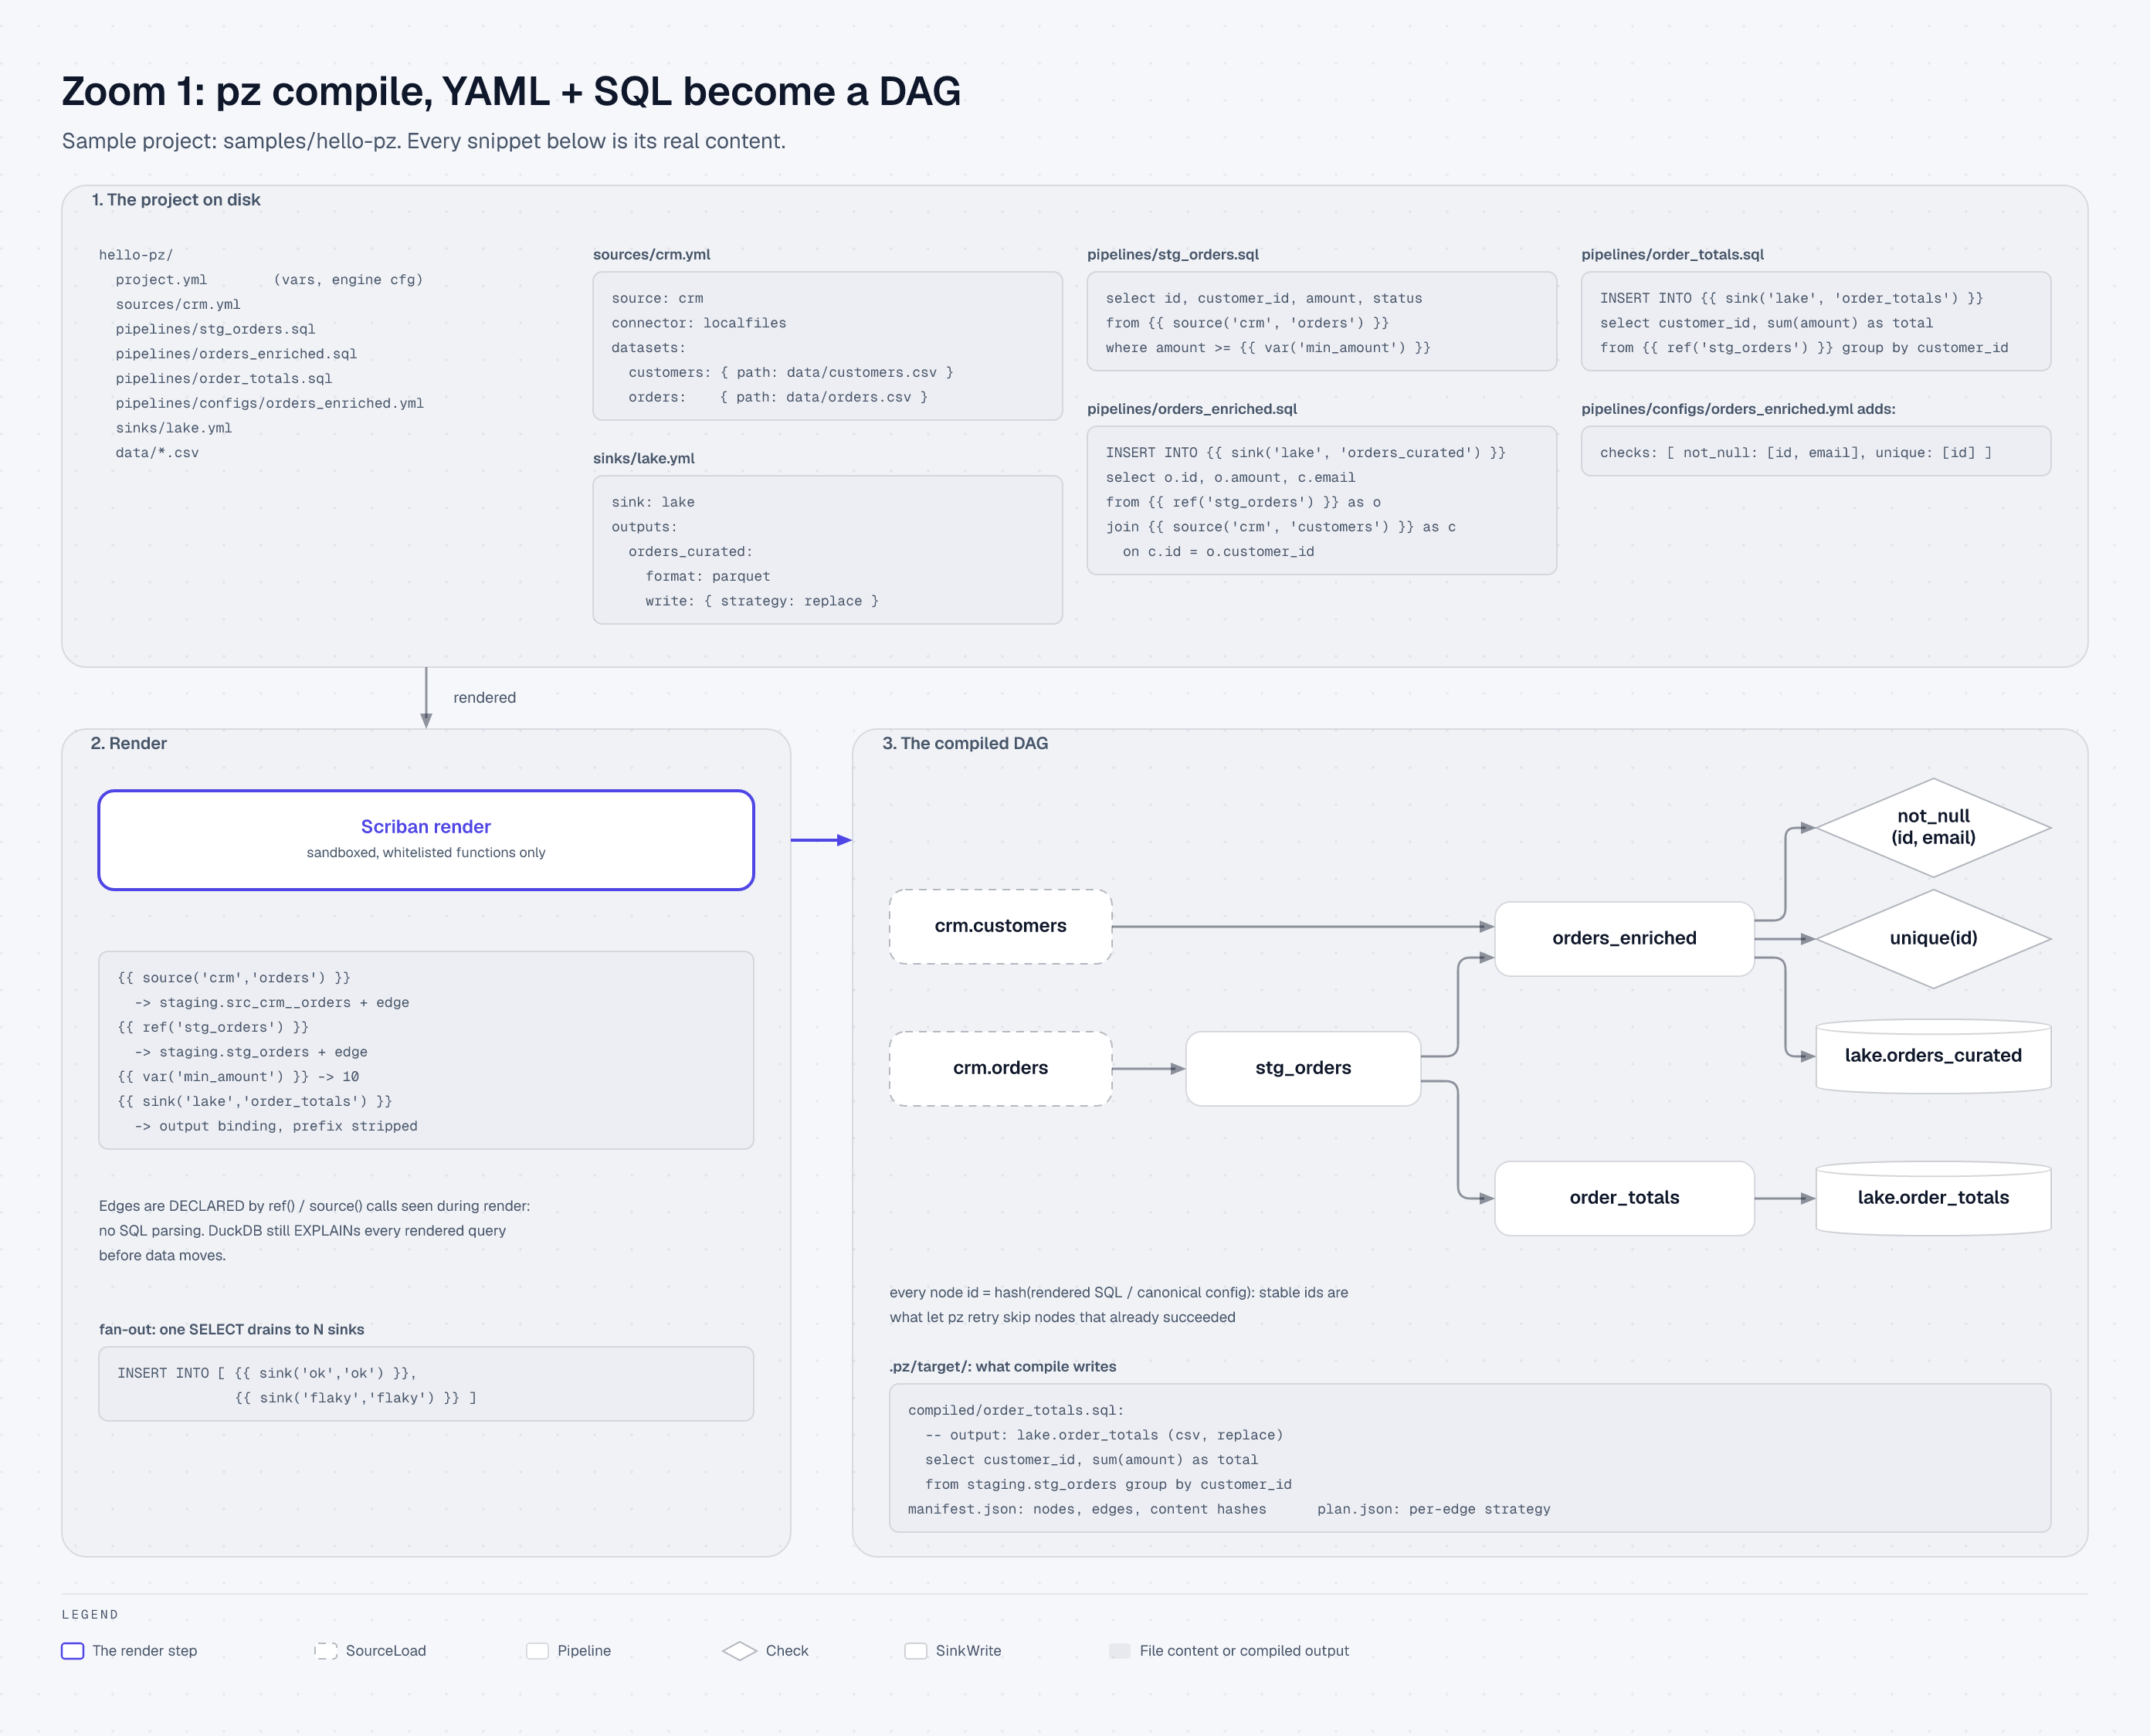 Zoom 1: pz compile, YAML + SQL become a DAG
Sample project: samples/hello-pz. Every snippet below is its real content.
1. The project on disk
hello-pz/
  project.yml        (vars, engine cfg)
  sources/crm.yml
  pipelines/stg_orders.sql
  pipelines/orders_enriched.sql
  pipelines/order_totals.sql
  pipelines/configs/orders_enriched.yml
  sinks/lake.yml
  data/*.csv
sources/crm.yml
source: crm
connector: localfiles
datasets:
  customers: { path: data/customers.csv }
  orders:    { path: data/orders.csv }
sinks/lake.yml
sink: lake
outputs:
  orders_curated:
    format: parquet
    write: { strategy: replace }
pipelines/stg_orders.sql
select id, customer_id, amount, status
from {{ source('crm', 'orders') }}
where amount >= {{ var('min_amount') }}
pipelines/orders_enriched.sql
INSERT INTO {{ sink('lake', 'orders_curated') }}
select o.id, o.amount, c.email
from {{ ref('stg_orders') }} as o
join {{ source('crm', 'customers') }} as c
  on c.id = o.customer_id
pipelines/order_totals.sql
INSERT INTO {{ sink('lake', 'order_totals') }}
select customer_id, sum(amount) as total
from {{ ref('stg_orders') }} group by customer_id
pipelines/configs/orders_enriched.yml adds:
checks: [ not_null: [id, email], unique: [id] ]
rendered
2. Render
Scriban render
sandboxed, whitelisted functions only
{{ source('crm','orders') }}
  -> staging.src_crm__orders + edge
{{ ref('stg_orders') }}
  -> staging.stg_orders + edge
{{ var('min_amount') }} -> 10
{{ sink('lake','order_totals') }}
  -> output binding, prefix stripped
Edges are DECLARED by ref() / source() calls seen during render:
no SQL parsing. DuckDB still EXPLAINs every rendered query
before data moves.
fan-out: one SELECT drains to N sinks
INSERT INTO [ {{ sink('ok','ok') }},
              {{ sink('flaky','flaky') }} ]
3. The compiled DAG
not_null
(id, email)
crm.customers
orders_enriched
unique(id)
crm.orders
stg_orders
lake.orders_curated
order_totals
lake.order_totals
every node id = hash(rendered SQL / canonical config): stable ids are
what let pz retry skip nodes that already succeeded
.pz/target/: what compile writes
compiled/order_totals.sql:
  -- output: lake.order_totals (csv, replace)
  select customer_id, sum(amount) as total
  from staging.stg_orders group by customer_id
manifest.json: nodes, edges, content hashes      plan.json: per-edge strategy
LEGEND
The render step
SourceLoad
Pipeline
Check
SinkWrite
File content or compiled output